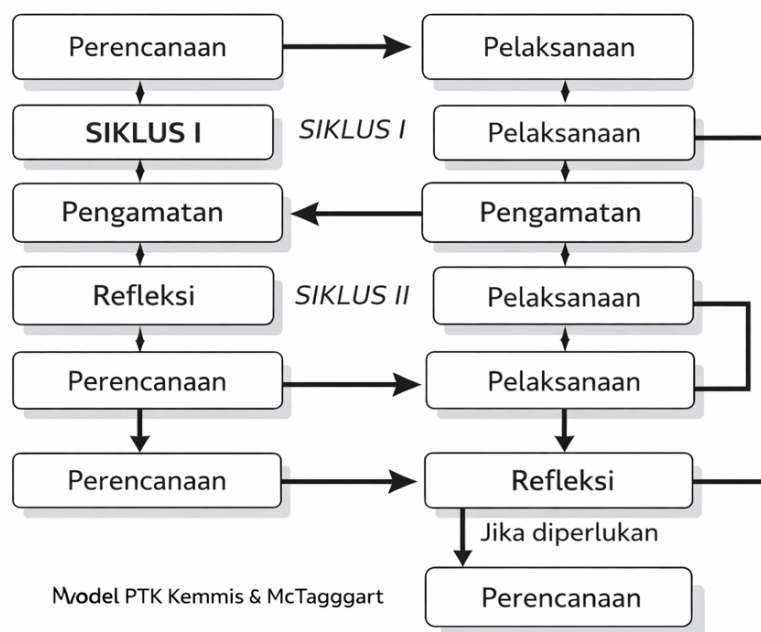 Perencanaan
Pelaksanaan
SIKLUS I
SIKLUS I
Pelaksanaan
Pengamatan
Pengamatan
Refleksi
SIKLUS II
Pelaksanaan
Perencanaan
Pelaksanaan
Perencanaan
Refleksi
Jika diperlukan
Perencanaan
Mvodel PTK Kemmis & McTagggart